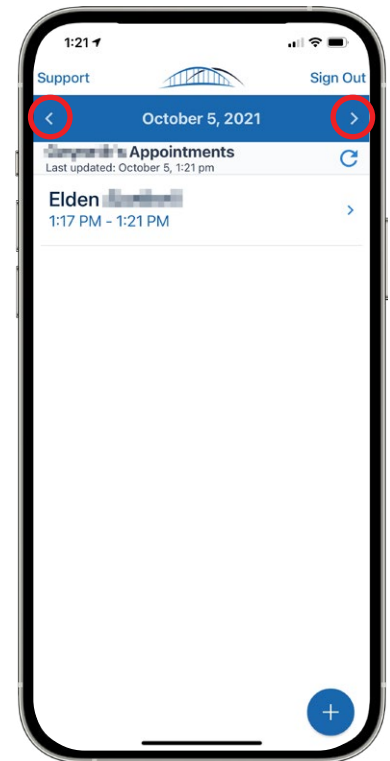 1:21
Support
Sign Out
October 5, 2021
Appointments
Last updated: October 5, 1:21 pm
Elden
1:17 PM - 1:21 PM